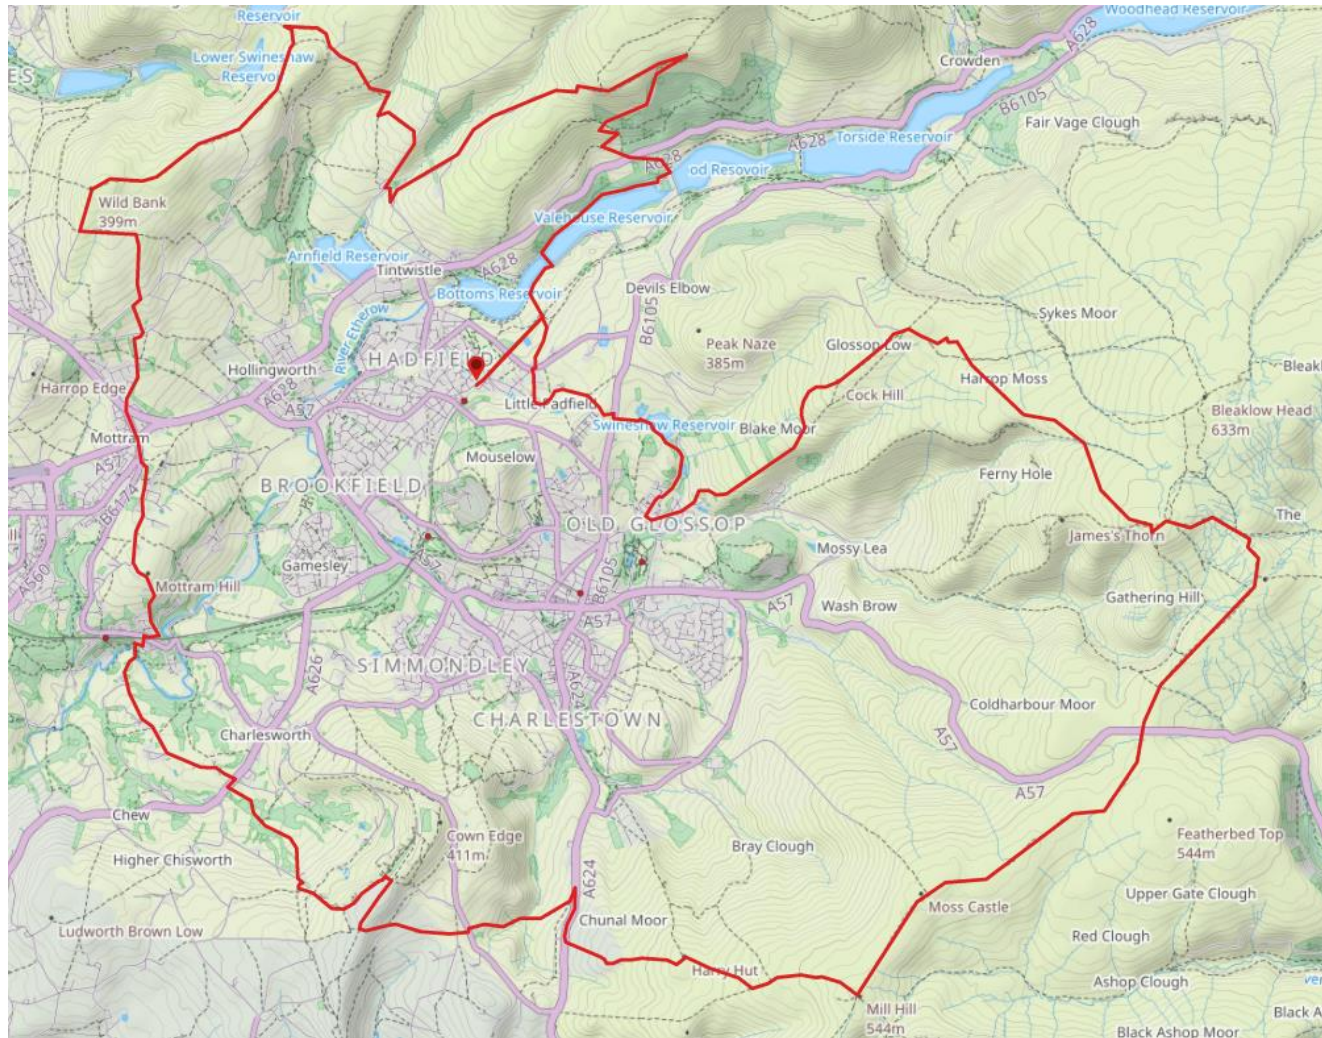 Reservoir
Woodhead Reservoir
A628
Lower Swineshaw
Reservoir
ES
Crowden
B6105
Fair Vage Clough
Torside Reservoir
A628
A628
od Resovoir
Wild Bank
399m
Valehouse Reservoir
Arnfield Reservoir
Tintwistle
A628
Bottoms Reservoir
Devils Elbow
River Etherow
B6105
Sykes Moor
Peak Naze
385m
Glossop Low
HADFIELD
Hollingworth
Harrop Edge
A628
A57
Little Padfield
Cock Hill
Harrop Moss
Bleakl
Bleaklow Head
633m
Swineshaw Reservoir
Blake Moor
Mottram
A57
Mouselow
Ferny Hole
B6174
BROOKFIELD
OLD GLOSSOP
The
James's Thorn
Mossy Lea
A560
Gamesley
A57
Mottram Hill
B6105
A57
A57
Wash Brow
Gathering Hill
SIMMONDLEY
A626
A624
CHARLESTOWN
Coldharbour Moor
Charlesworth
A57
A57
Chew
Cown Edge
411m
Bray Clough
Featherbed Top
544m
Higher Chisworth
A624
Upper Gate Clough
Moss Castle
Chunal Moor
Ludworth Brown Low
Red Clough
Harry Hut
Ashop Clough
Mill Hill
544m
Black A
Black Ashop Moor